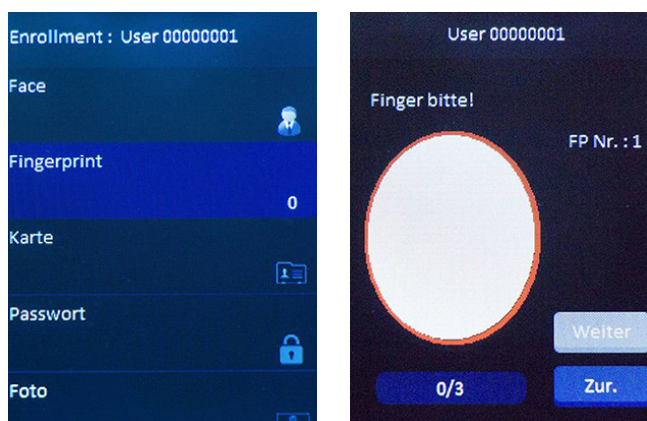 Enrollment : User 00000001
Face
Fingerprint
0
Karte
Passwort
Foto
User 00000001
Finger bitte!
FP Nr. : 1
Weiter
0/3
Zur.